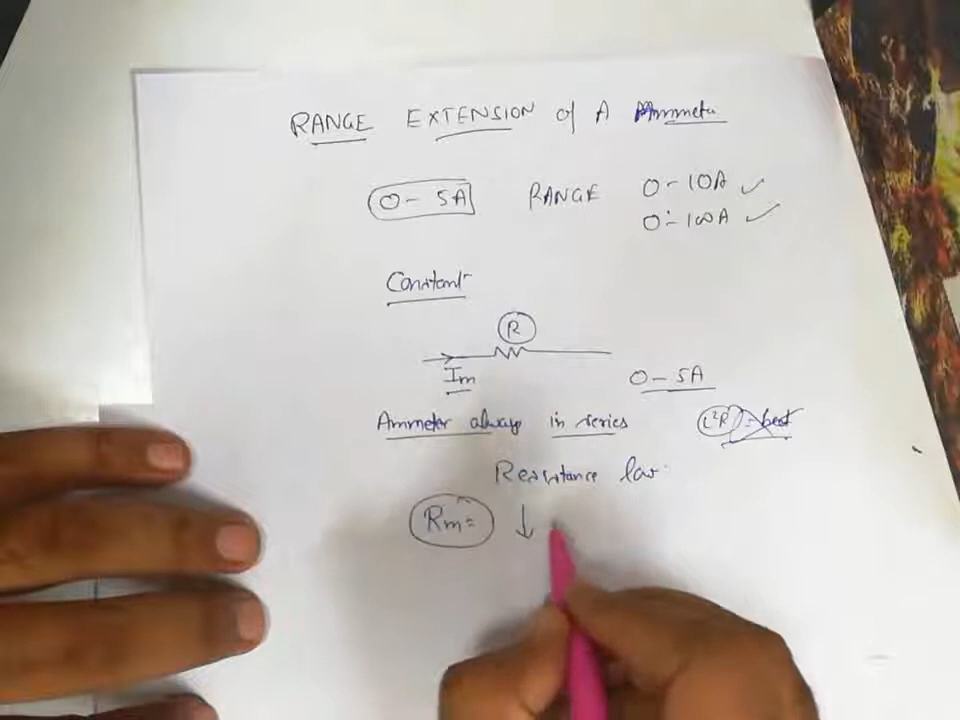 RANGE EXTENSION of A Ammeter
0 - 5A RANGE 0 - 10A ✓
0 - 100A ✓
Constant
R
Im
0 - 5A
Ammeter always in series I²R = heat
Resistance low
Rm = ↓